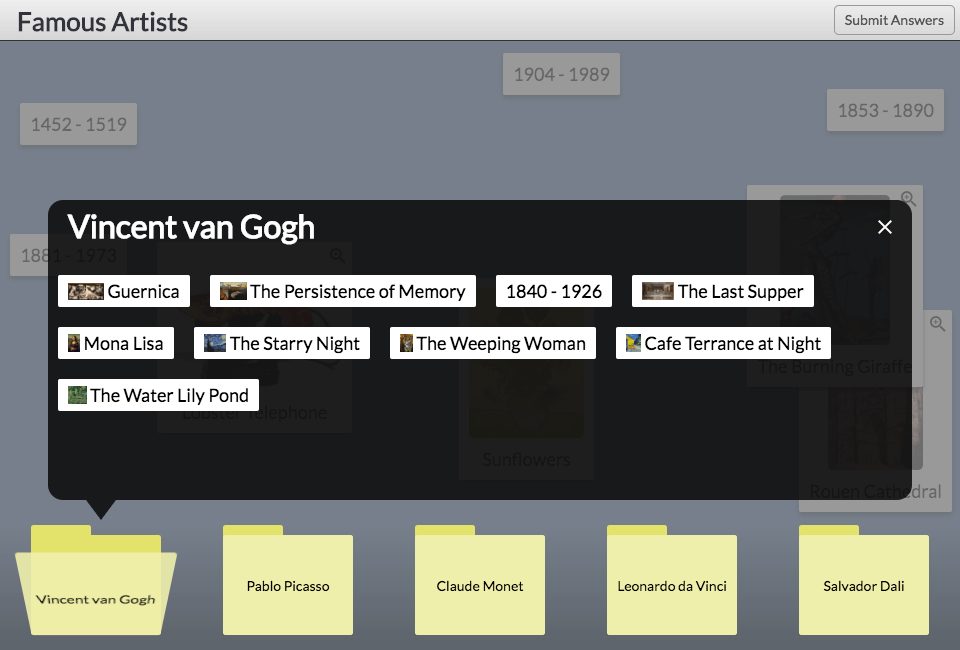 Famous Artists
Submit Answers
1904 - 1989
1853 - 1890
1452 - 1519
Vincent van Gogh
1881 - 1973
Guernica
The Persistence of Memory
1840 - 1926
The Last Supper
Mona Lisa
The Starry Night
The Weeping Woman
Cafe Terrance at Night
The Burning Giraffe
The Water Lily Pond
Lobster Telephone
Sunflowers
Rouen Cathedral
Vincent van Gogh
Pablo Picasso
Claude Monet
Leonardo da Vinci
Salvador Dali